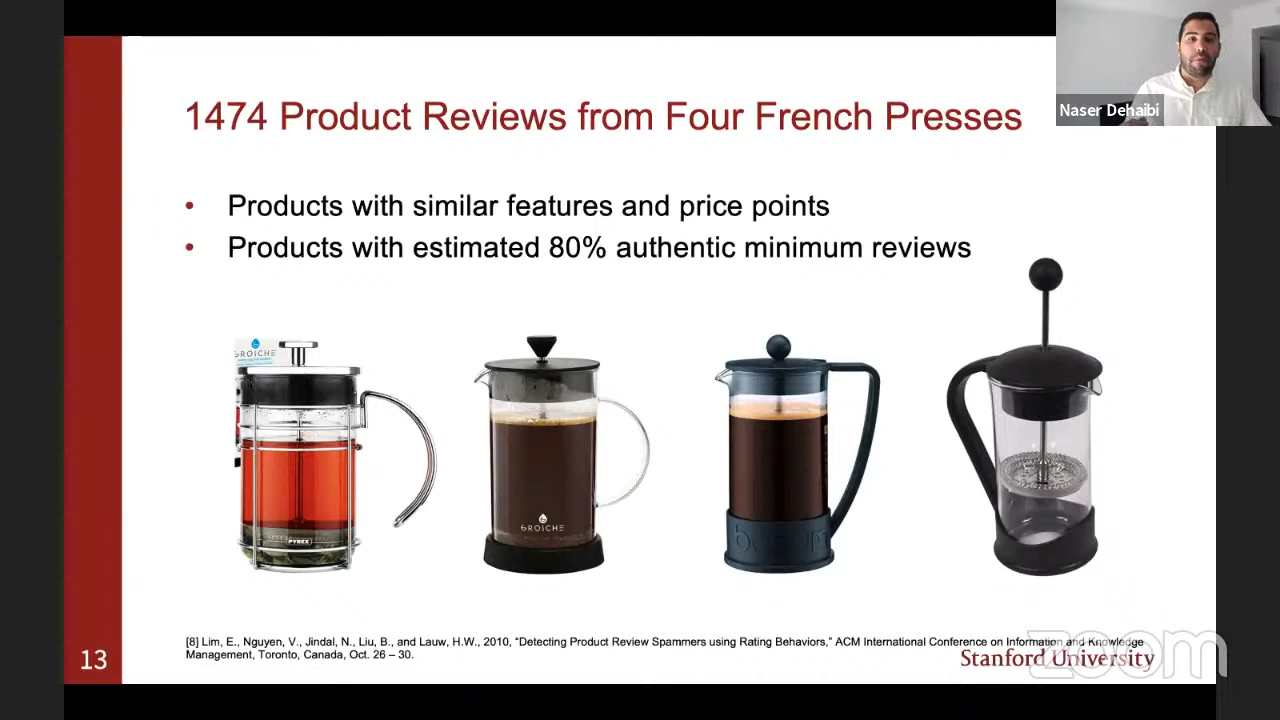 Naser Dehaibi
1474 Product Reviews from Four French Presses
• Products with similar features and price points
• Products with estimated 80% authentic minimum reviews
GROSCHE
PYREX
GROSCHE
[8] Lim, E., Nguyen, V., Jindal, N., Liu, B., and Lauw, H.W., 2010, “Detecting Product Review Spammers using Rating Behaviors,” ACM International Conference on Information and Knowledge
Management, Toronto, Canada, Oct. 26 – 30.
13
Stanford University
zoom